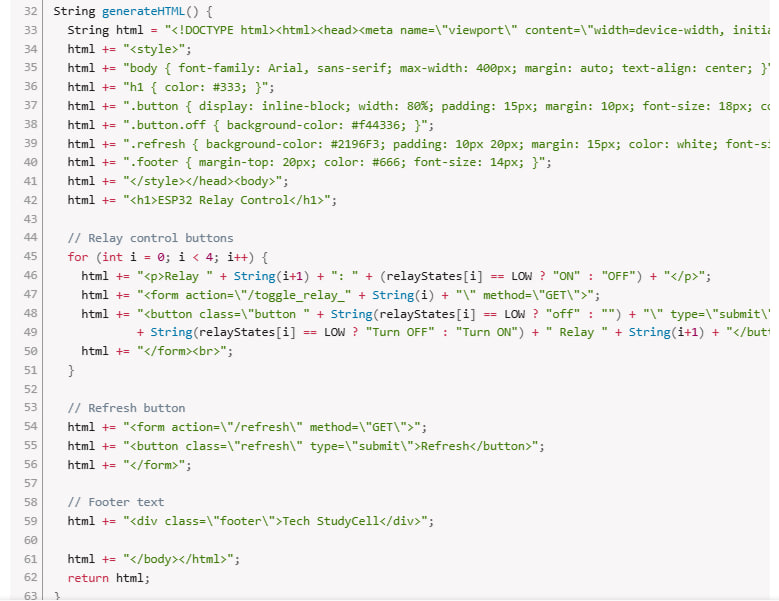 32 String generateHTML() {
33 String html = "<!DOCTYPE html><html><head><meta name=\"viewport\" content=\"width=device-width,
34 html += "<style>";
35 html += "body { font-family: Arial, sans-serif; max-width: 400px; margin: auto; text-align: center; }"
36 html += "h1 { color: #333; }";
37 html += ".button { display: inline-block; width: 80%; padding: 15px; margin: 10px; font-size: 18px;
38 html += ".button.off { background-color: #f44336; }";
39 html += ".refresh { background-color: #2196F3; padding: 10px 20px; margin: 15px; color: white;
40 html += ".footer { margin-top: 20px; color: #666; font-size: 14px; }";
41 html += "</style></head><body>";
42 html += "<h1>ESP32 Relay Control</h1>";
43
44 // Relay control buttons
45 for (int i = 0; i < 4; i++) {
46 html += "<p>Relay " + String(i+1) + ": " + (relayStates[i] == LOW ? "ON" : "OFF") + "</p>";
47 html += "<form action=\"/toggle_relay_" + String(i) + "\" method=\"GET\">";
48 html += "<button class=\"button " + String(relayStates[i] == LOW ? "off" : "") + "\" type=\"submit\"
49 + String(relayStates[i] == LOW ? "Turn OFF" : "Turn ON") + " Relay " + String(i+1) + "</butt
50 html += "</form><br>";
51 }
52
53 // Refresh button
54 html += "<form action=\"/refresh\" method=\"GET\">";
55 html += "<button class=\"refresh\" type=\"submit\">Refresh</button>";
56 html += "</form>";
57
58 // Footer text
59 html += "<div class=\"footer\">Tech StudyCell</div>";
60
61 html += "</body></html>";
62 return html;
63 }